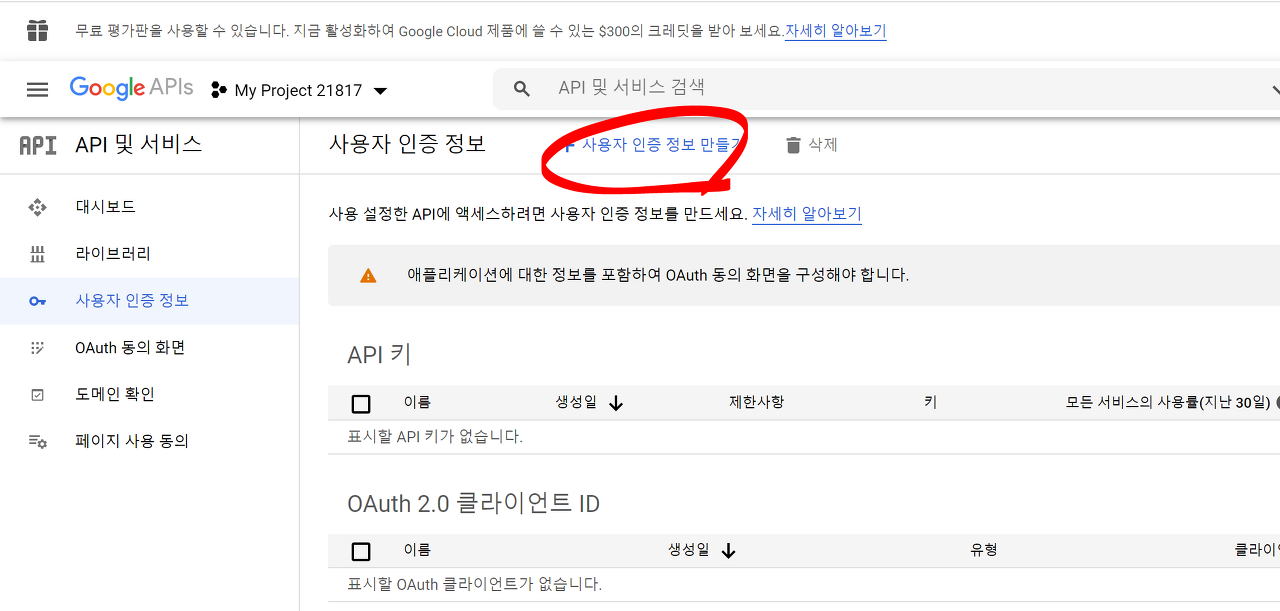 무료 평가판을 사용할 수 있습니다. 지금 활성화하여 Google Cloud 제품에 쓸 수 있는 $300의 크레딧을 받아 보세요. 자세히 알아보기
Google APIs My Project 21817 API 및 서비스 검색
API API 및 서비스 사용자 인증 정보 + 사용자 인증 정보 만들기 삭제
대시보드
사용 설정한 API에 액세스하려면 사용자 인증 정보를 만드세요. 자세히 알아보기
라이브러리
애플리케이션에 대한 정보를 포함하여 OAuth 동의 화면을 구성해야 합니다.
사용자 인증 정보
OAuth 동의 화면
도메인 확인
페이지 사용 동의
API 키
이름 생성일 제한사항 키 모든 서비스의 사용률(지난 30일)
표시할 API 키가 없습니다.
OAuth 2.0 클라이언트 ID
이름 생성일 유형
표시할 OAuth 클라이언트가 없습니다.